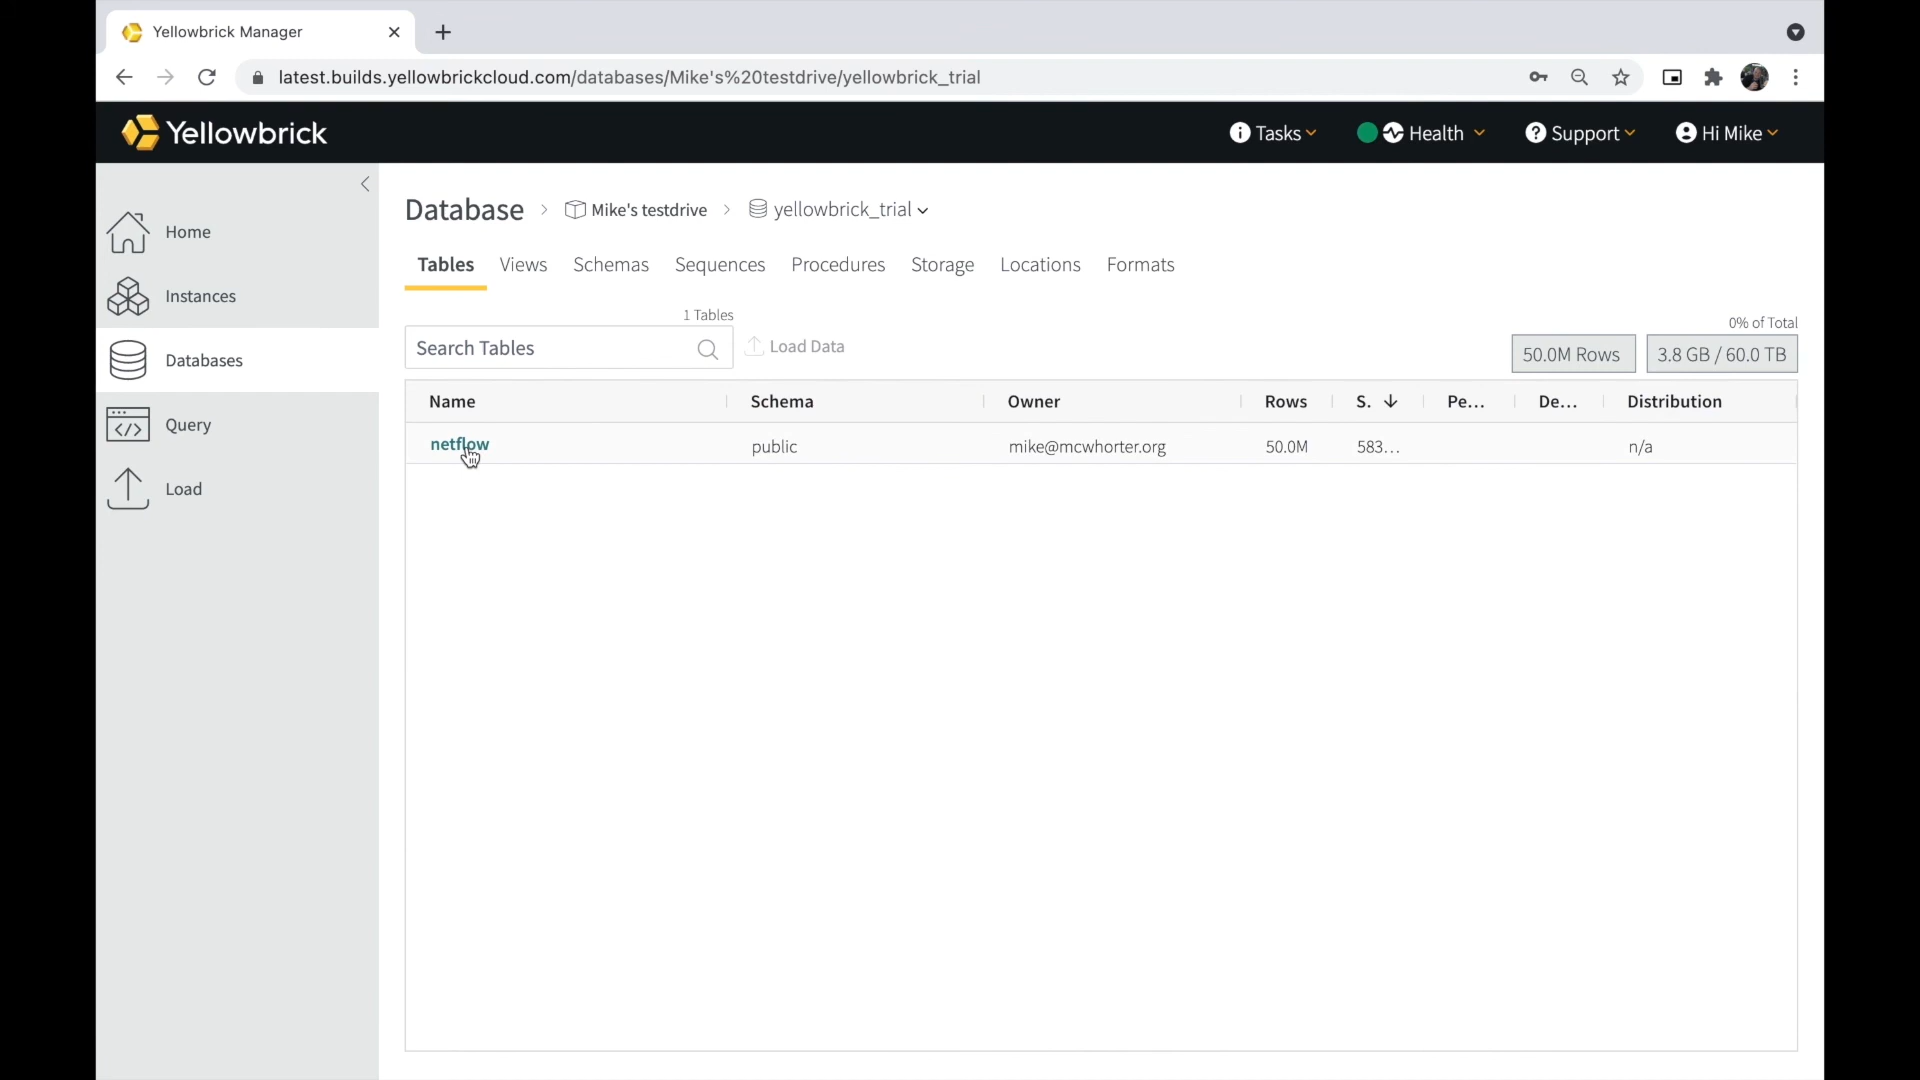 Yellowbrick Manager
latest.builds.yellowbrickcloud.com/databases/Mike's%20testdrive/yellowbrick_trial
Yellowbrick
Tasks
Health
Support
Hi Mike
Home
Instances
Databases
Query
Load
Database > Mike's testdrive > yellowbrick_trial
Tables Views Schemas Sequences Procedures Storage Locations Formats
1 Tables
0% of Total
Search Tables
Load Data
50.0M Rows
3.8 GB / 60.0 TB
Name Schema Owner Rows S. Pe... De... Distribution
netflow public mike@mcwhorter.org 50.0M 583... n/a